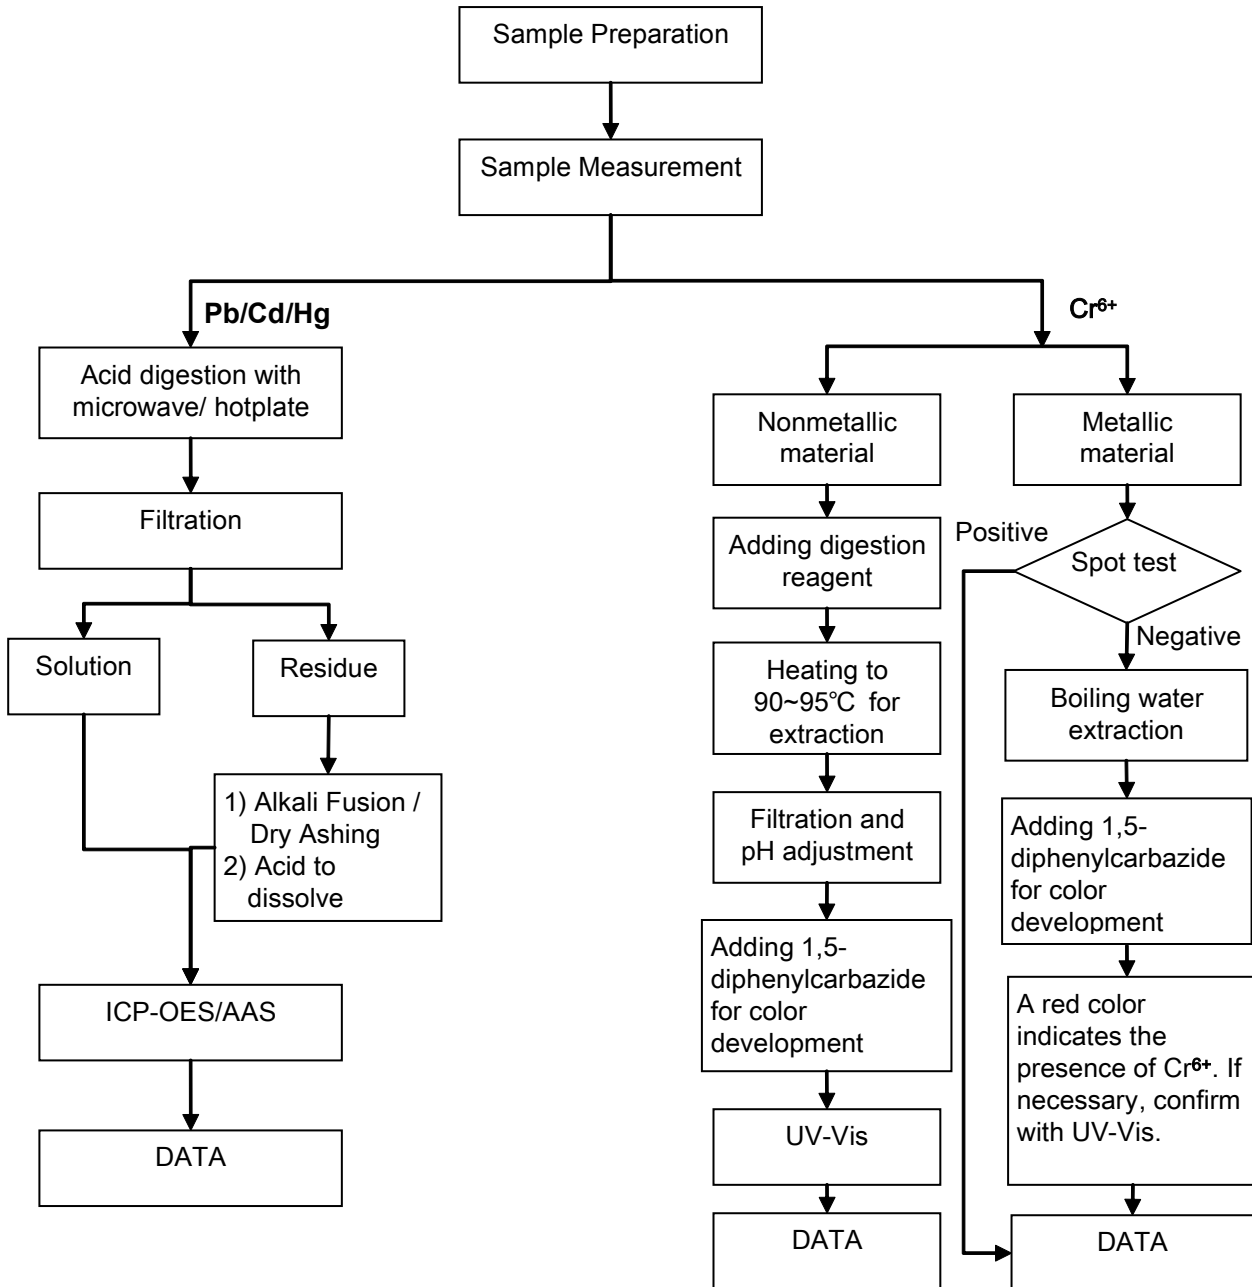 Sample Preparation
Sample Measurement
Pb/Cd/Hg
Acid digestion with
microwave/ hotplate
Filtration
Solution
Residue
1) Alkali Fusion /
Dry Ashing
2) Acid to
dissolve
ICP-OES/AAS
DATA
Cr⁶⁺
Nonmetallic
material
Adding digestion
reagent
Heating to
90~95℃ for
extraction
Filtration and
pH adjustment
Adding 1,5-
diphenylcarbazide
for color
development
UV-Vis
DATA
Metallic
material
Spot test
Positive
Negative
Boiling water
extraction
Adding 1,5-
diphenylcarbazide
for color
development
A red color
indicates the
presence of Cr⁶⁺. If
necessary, confirm
with UV-Vis.
DATA